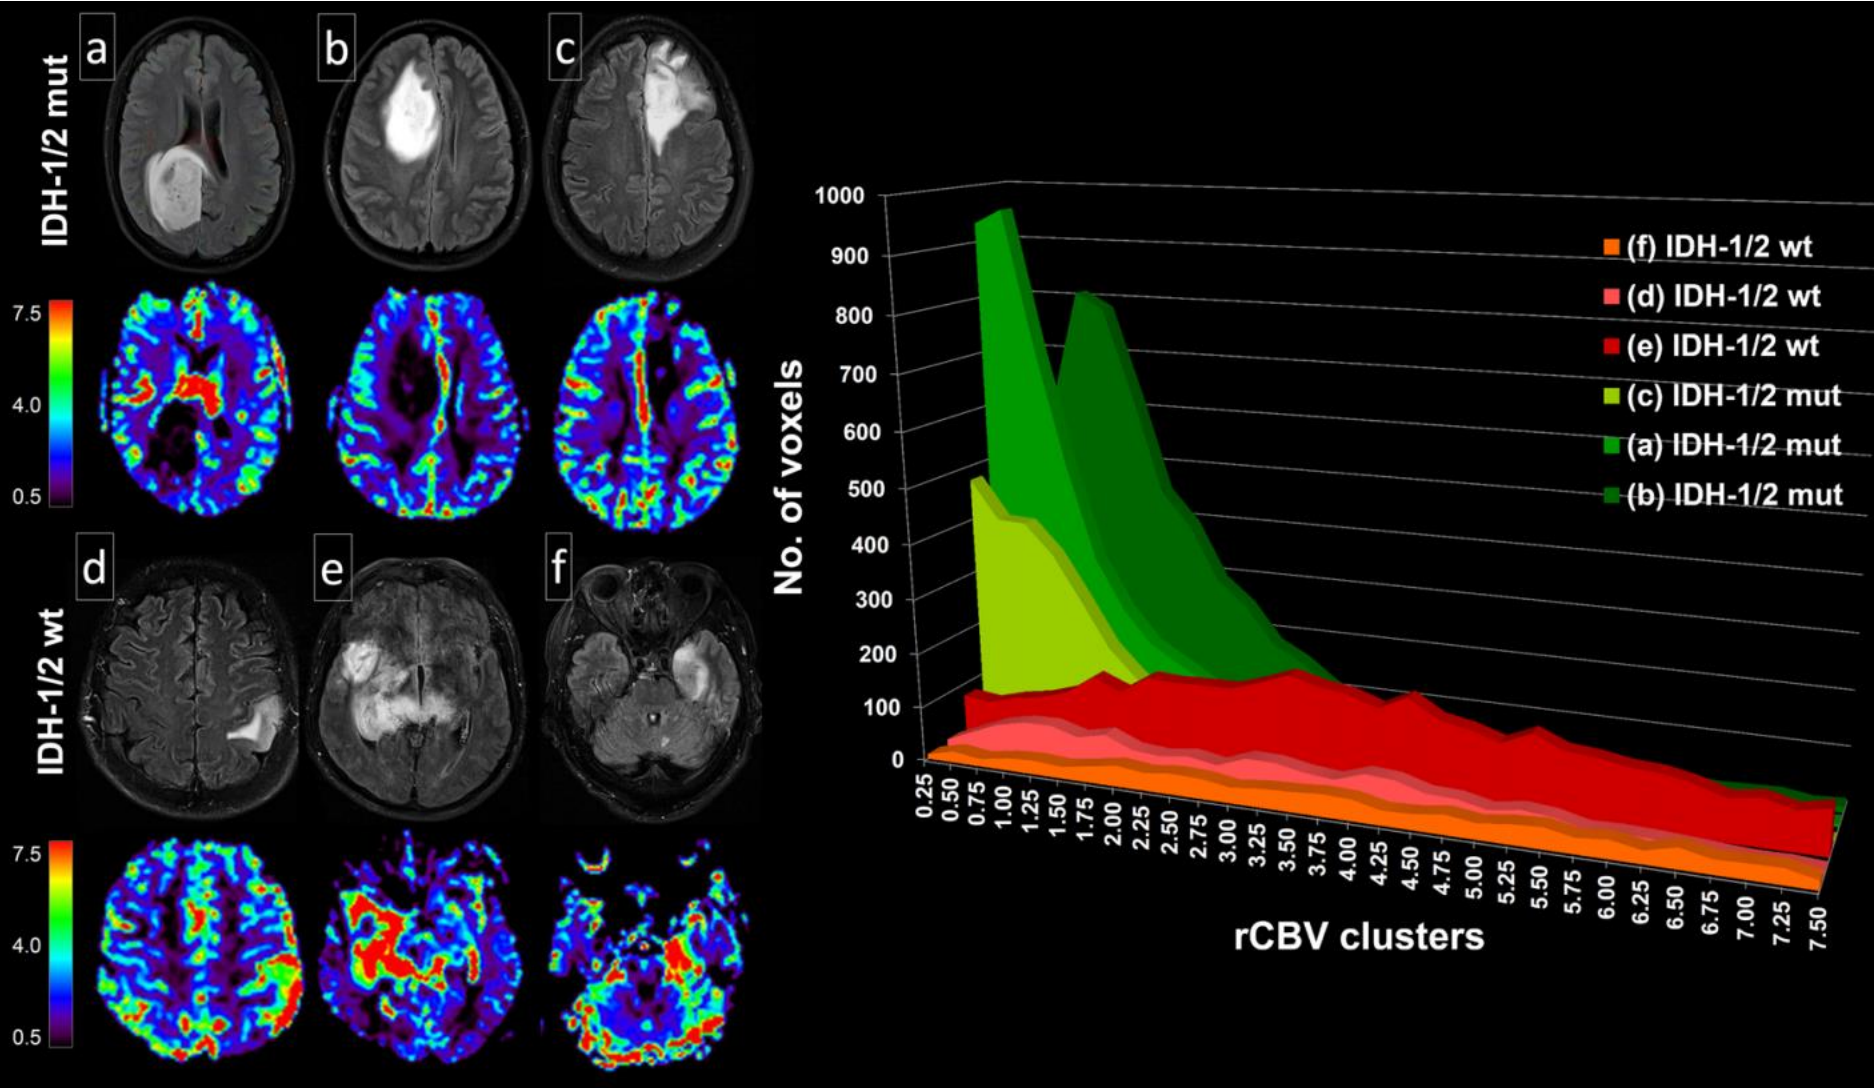 IDH-1/2 mut
a
b
c
7.5
4.0
0.5
IDH-1/2 wt
d
e
f
7.5
4.0
0.5
No. of voxels
1000
900
800
700
600
500
400
300
200
100
0
(f) IDH-1/2 wt
(d) IDH-1/2 wt
(e) IDH-1/2 wt
(c) IDH-1/2 mut
(a) IDH-1/2 mut
(b) IDH-1/2 mut
0.25
0.50
0.75
1.00
1.25
1.50
1.75
2.00
2.25
2.50
2.75
3.00
3.25
3.50
3.75
4.00
4.25
4.50
4.75
5.00
5.25
5.50
5.75
6.00
6.25
6.50
6.75
7.00
7.25
7.50
rCBV clusters